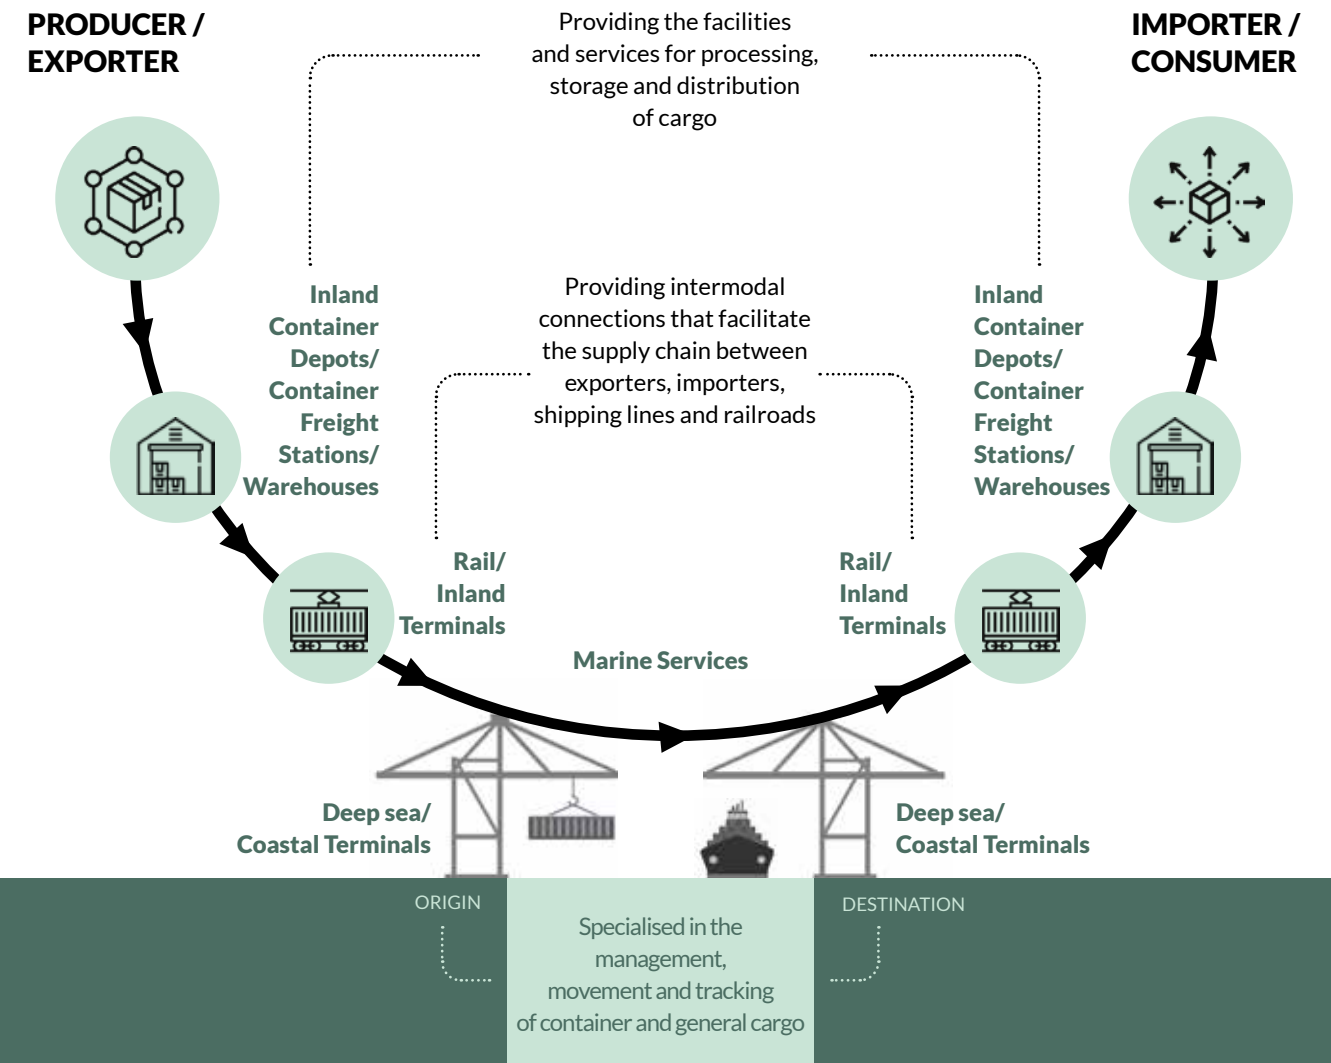 PRODUCER /
EXPORTER
Providing the facilities
and services for processing,
storage and distribution
of cargo
IMPORTER /
CONSUMER
Inland
Container
Depots/
Container
Freight
Stations/
Warehouses
Providing intermodal
connections that facilitate
the supply chain between
exporters, importers,
shipping lines and railroads
Inland
Container
Depots/
Container
Freight
Stations/
Warehouses
Rail/
Inland
Terminals
Marine Services
Rail/
Inland
Terminals
Deep sea/
Coastal Terminals
Deep sea/
Coastal Terminals
ORIGIN
Specialised in the
management,
movement and tracking
of container and general cargo
DESTINATION